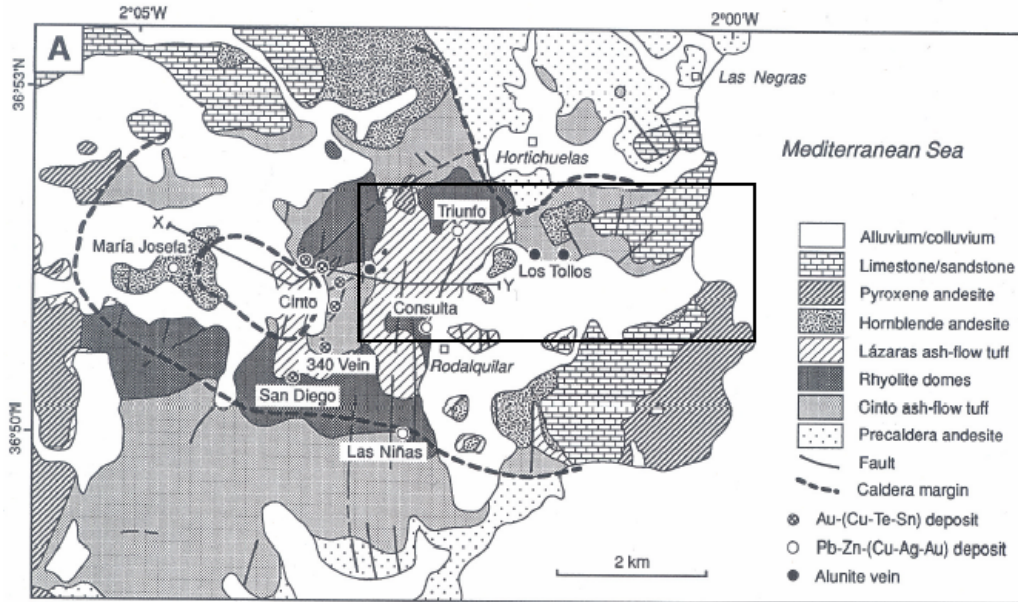 2°05'W
2°00'W
A
36°53'N
Las Negras
Hortichuelas
Mediterranean Sea
X
Triunfo
María Josefa
Los Tollos
Cinto
Y
Consulta
340 Vein
Rodalquilar
San Diego
36°50'N
Las Niñas
Alluvium/colluvium
Limestone/sandstone
Pyroxene andesite
Hornblende andesite
Lázaras ash-flow tuff
Rhyolite domes
Cinto ash-flow tuff
Precaldera andesite
Fault
Caldera margin
Au-(Cu-Te-Sn) deposit
Pb-Zn-(Cu-Ag-Au) deposit
Alunite vein
2 km